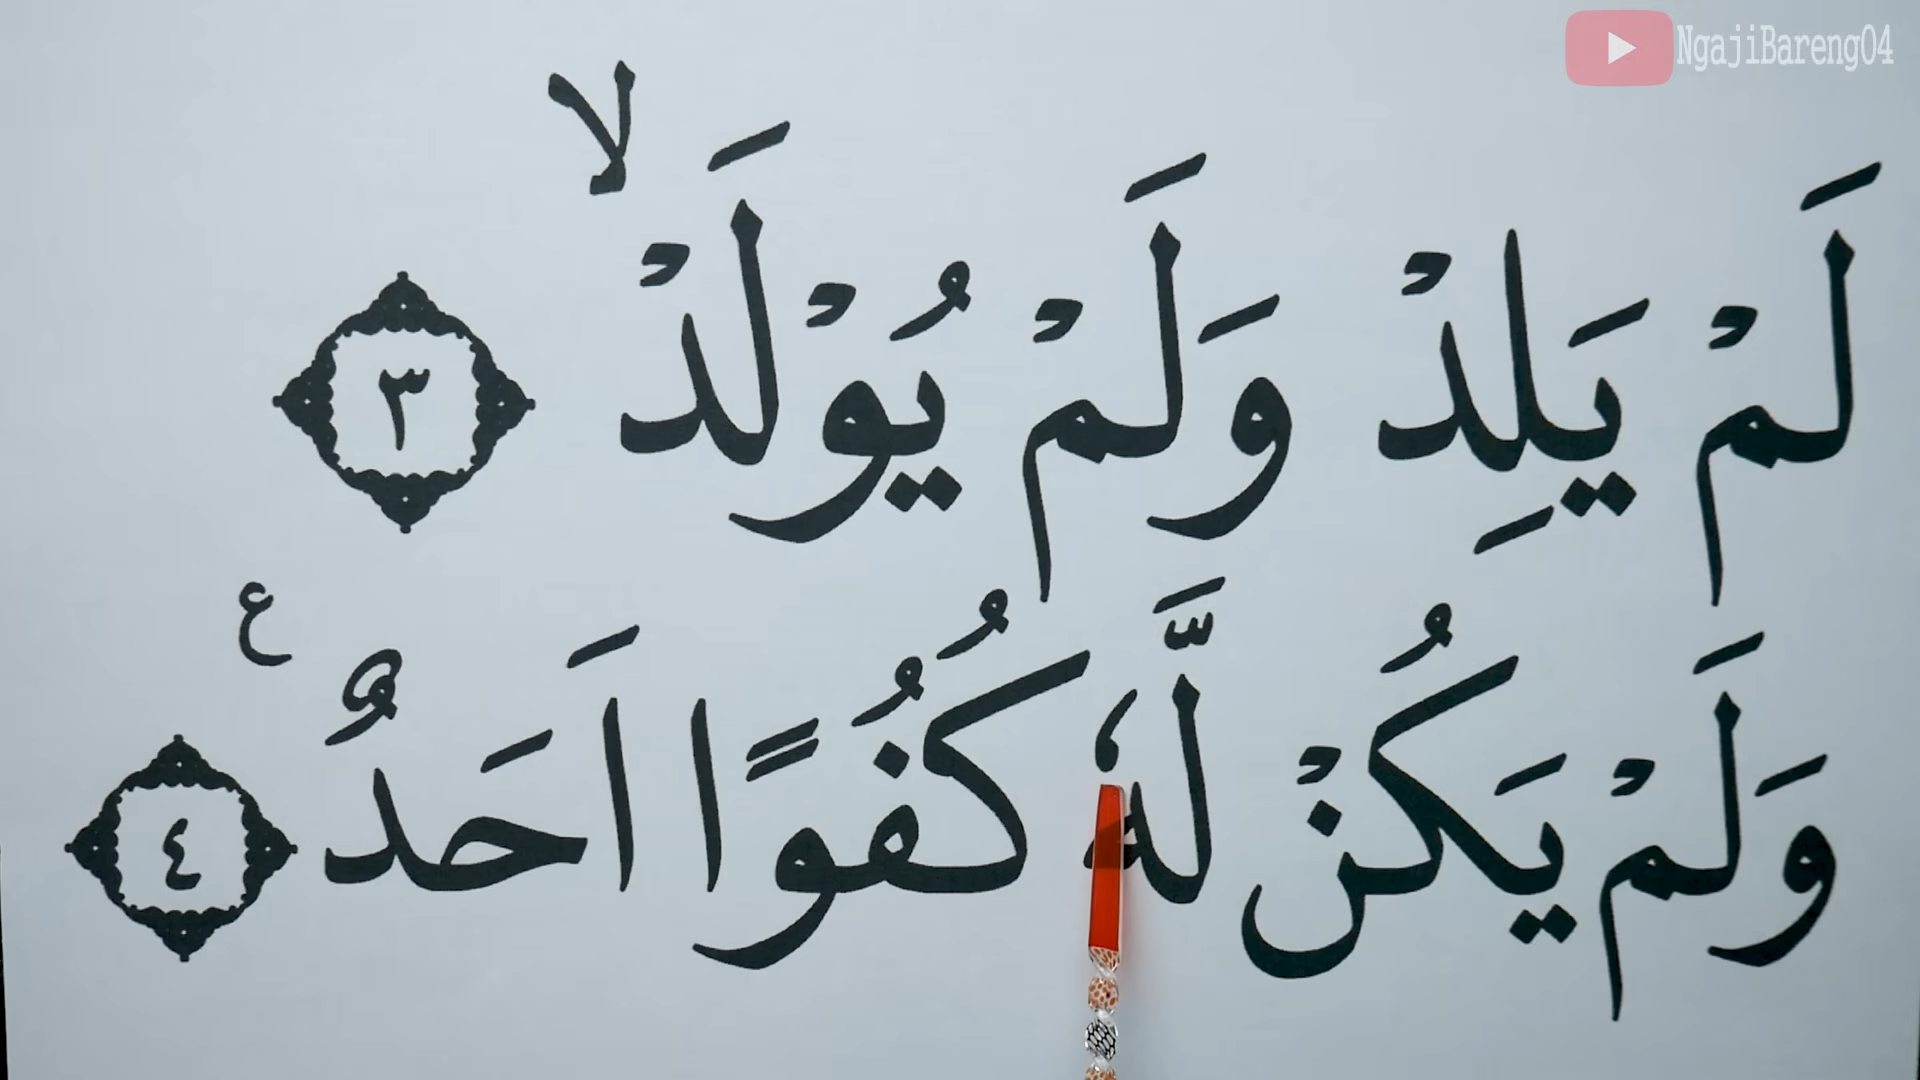 NgajiBareng04
لَمْ يَلِدْ وَلَمْ يُوْلَدْ ۙ ٣
وَلَمْ يَكُنْ لَّهٗ كُفُوًا اَحَدٌ ࣖ ٤